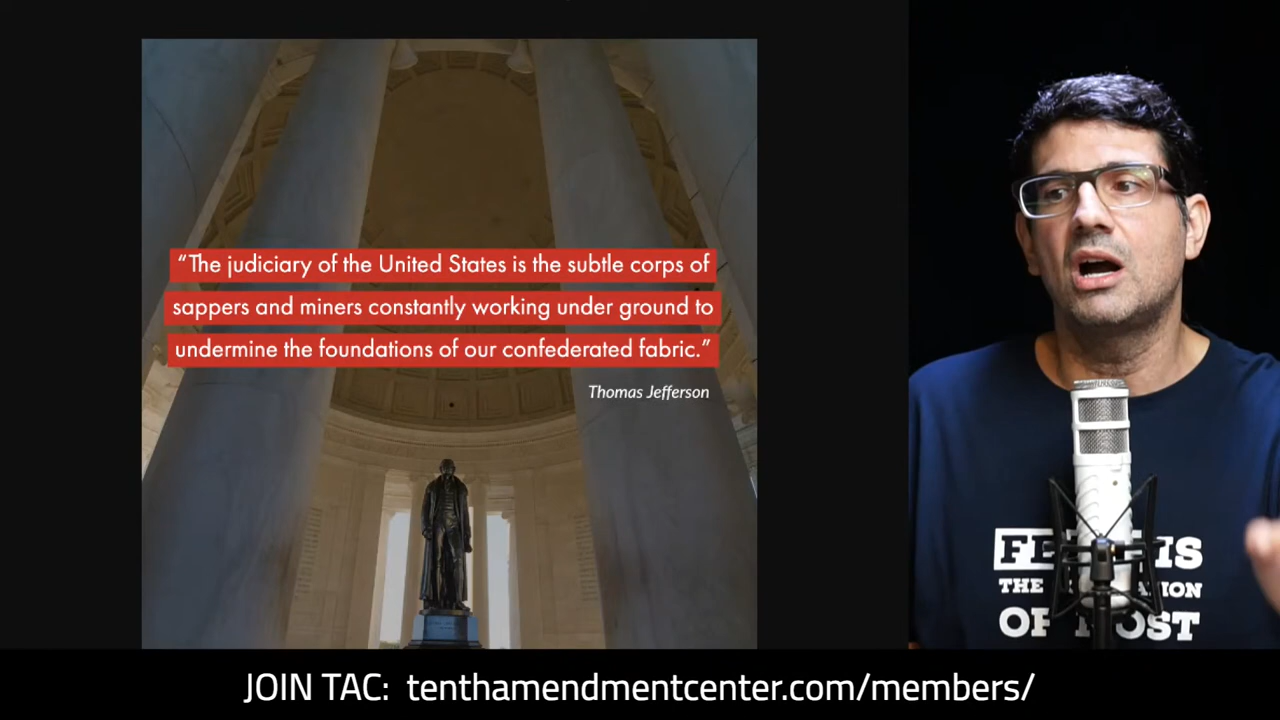 “The judiciary of the United States is the subtle corps of
sappers and miners constantly working under ground to
undermine the foundations of our confederated fabric.”
Thomas Jefferson
THE
OF
JOIN TAC: tenthamendmentcenter.com/members/